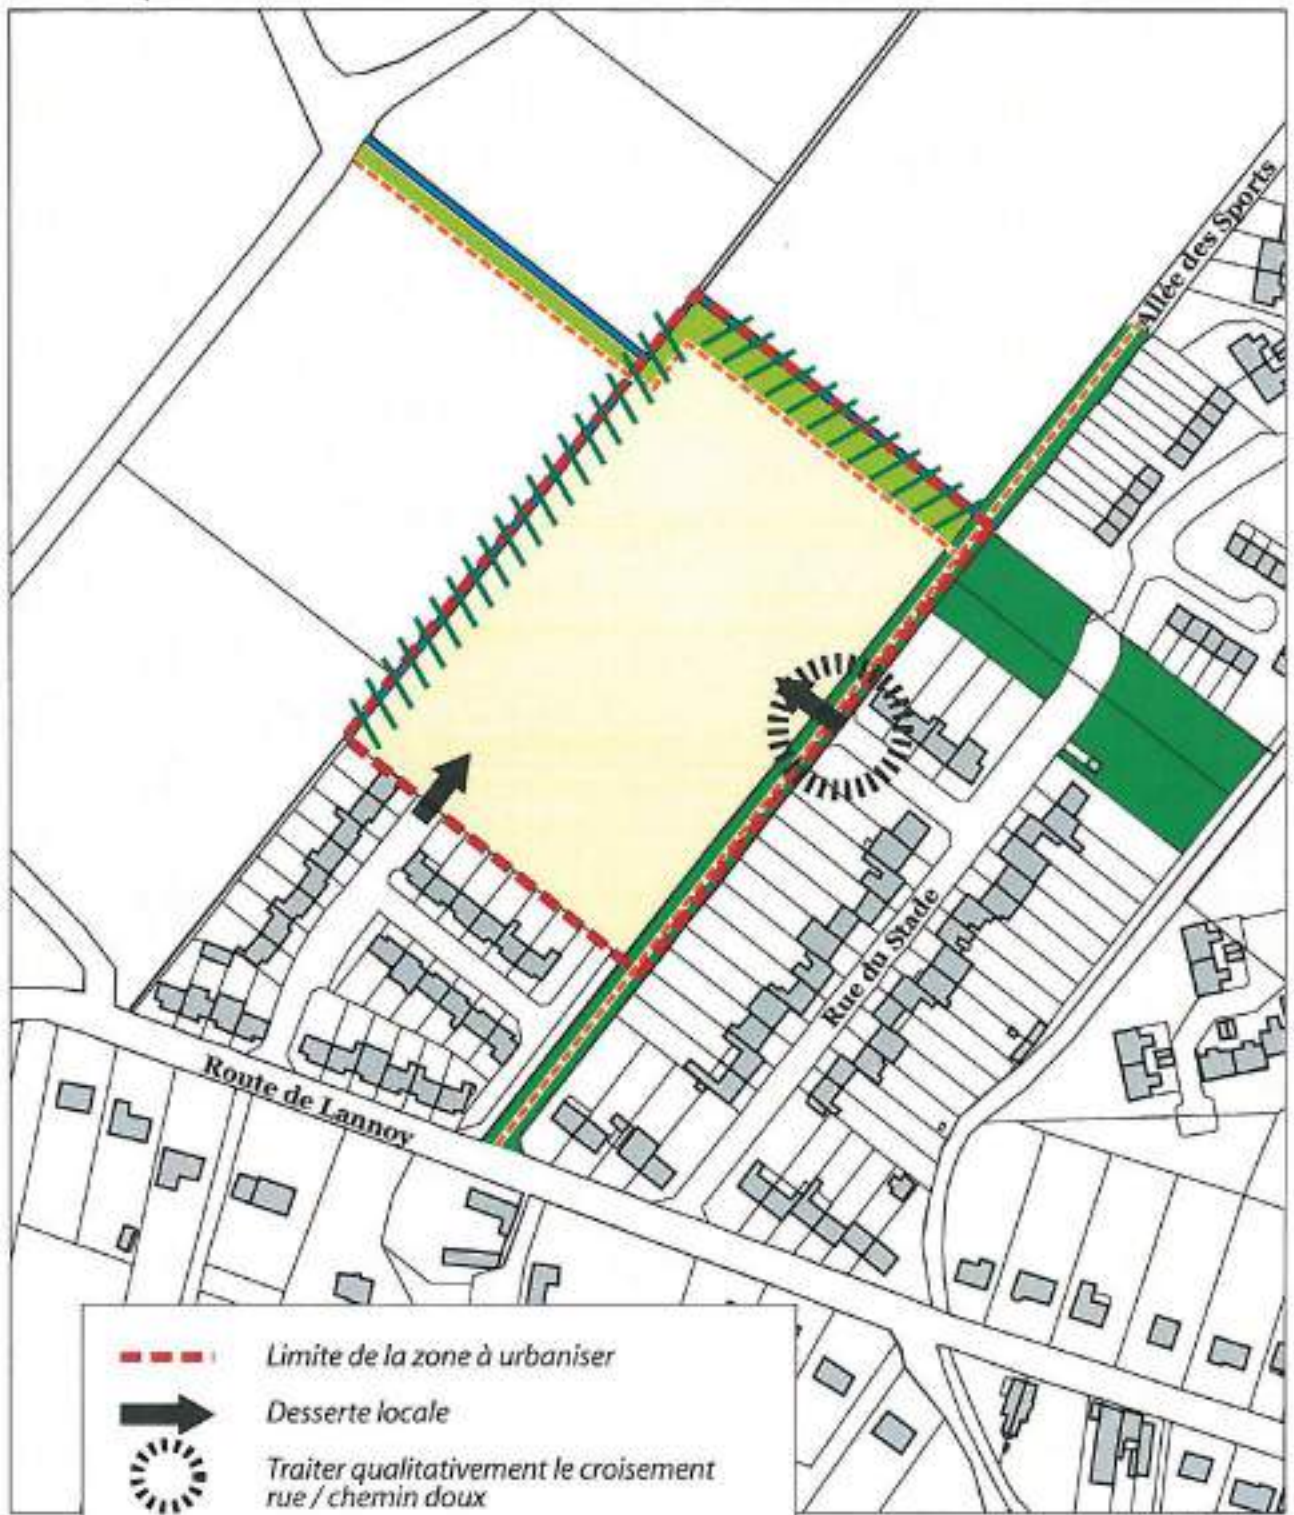 Allée des Sports
Rue du Stade
Route de Lannoy
Limite de la zone à urbaniser
Desserte locale
Traiter qualitativement le croisement
rue / chemin doux